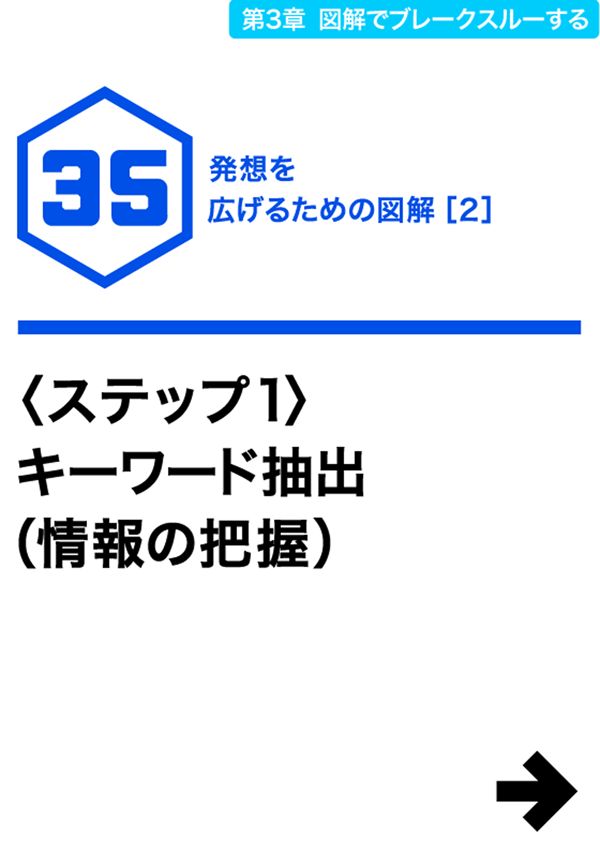 第3章 図解でブレークスルーする
35
発想を
広げるための図解［2］
〈ステップ1〉
キーワード抽出
（情報の把握）